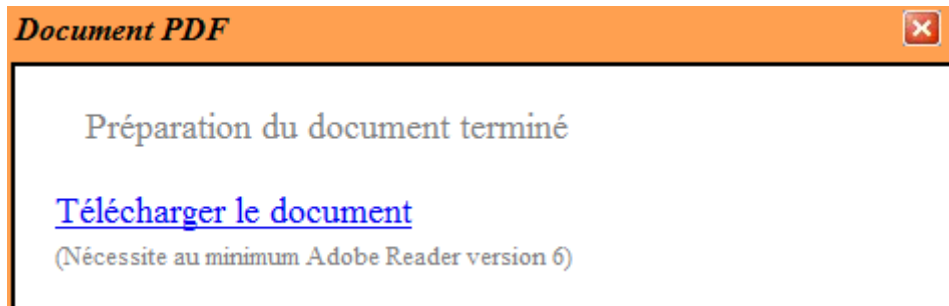 Document PDF
Préparation du document terminé
Télécharger le document
(Nécessite au minimum Adobe Reader version 6)